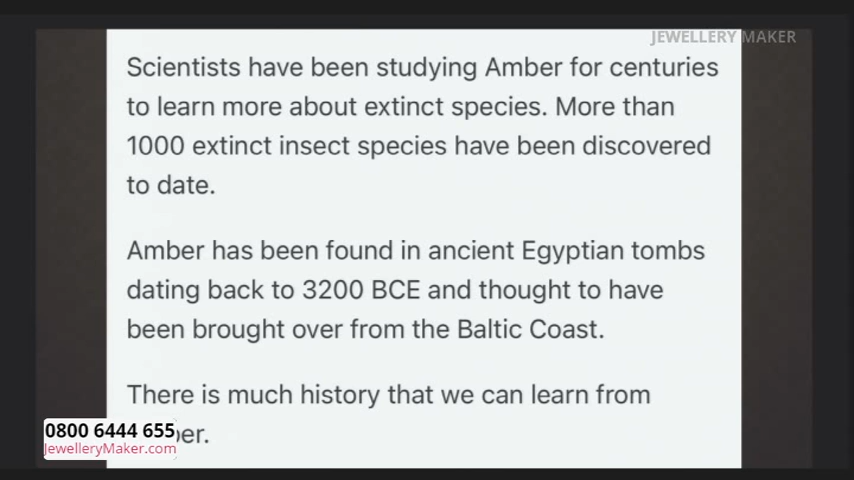 JEWELLERY MAKER
Scientists have been studying Amber for centuries
to learn more about extinct species. More than
1000 extinct insect species have been discovered
to date.
Amber has been found in ancient Egyptian tombs
dating back to 3200 BCE and thought to have
been brought over from the Baltic Coast.
There is much history that we can learn from
0800 6444 655
JewelleryMaker.com